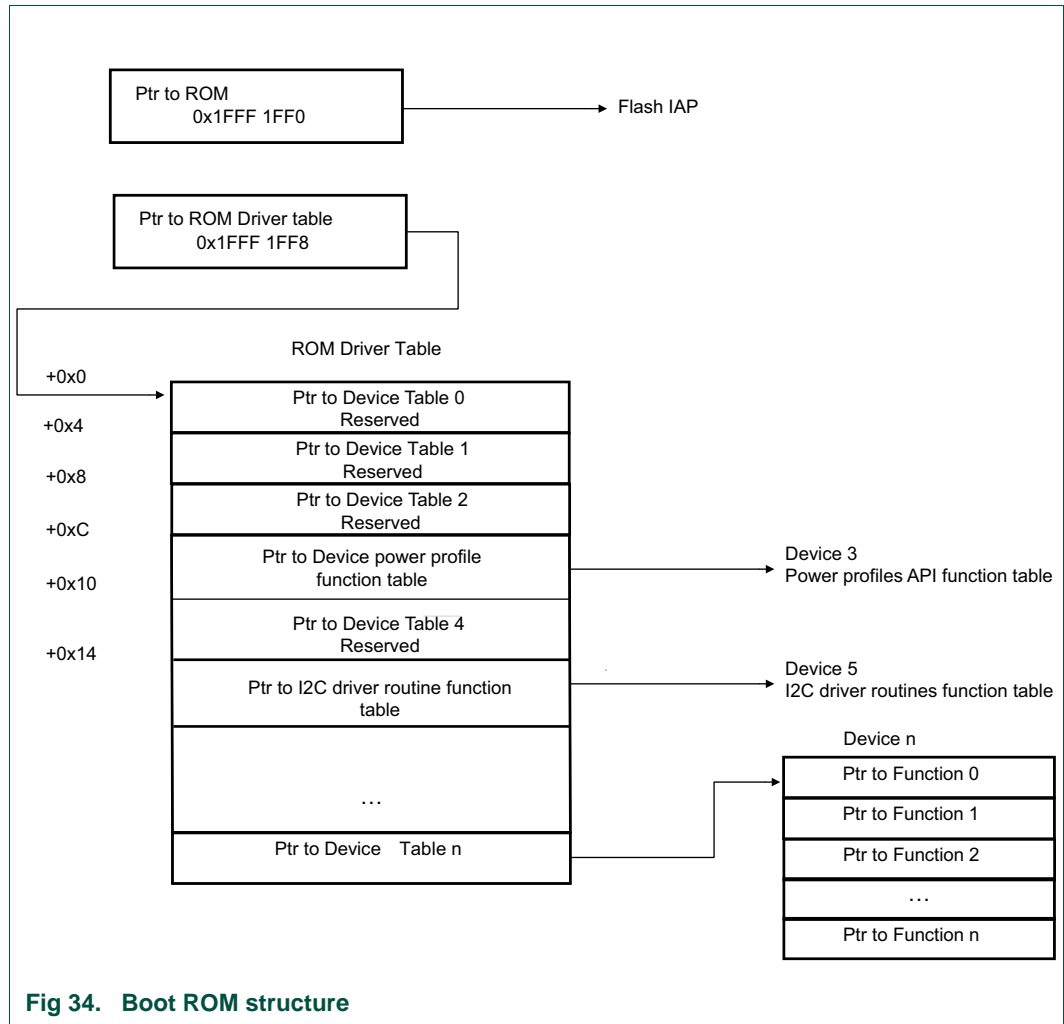 Ptr to ROM
0x1FFF 1FF0
Flash IAP
Ptr to ROM Driver table
0x1FFF 1FF8
ROM Driver Table
+0x0
Ptr to Device Table 0
Reserved
+0x4
Ptr to Device Table 1
Reserved
+0x8
Ptr to Device Table 2
Reserved
+0xC
Ptr to Device power profile
function table
Device 3
Power profiles API function table
+0x10
Ptr to Device Table 4
Reserved
+0x14
Ptr to I2C driver routine function
table
Device 5
I2C driver routines function table
Device n
Ptr to Function 0
Ptr to Function 1
Ptr to Function 2
…
Ptr to Function n
…
Ptr to Device Table n
Fig 34. Boot ROM structure